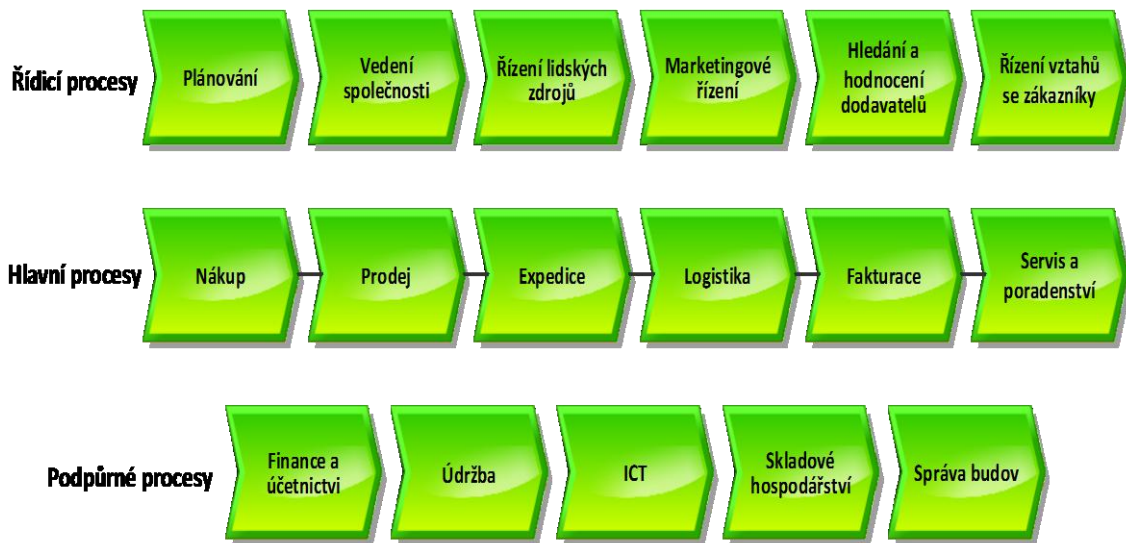 Řídicí procesy
Plánování
Vedení
společnosti
Řízení lidských
zdrojů
Marketingové
řízení
Hledání a
hodnocení
dodavatelů
Řízení vztahů
se zákazníky
Hlavní procesy
Nákup
Prodej
Expedice
Logistika
Fakturace
Servis a
poradenství
Podpůrné procesy
Finance a
účetnictvi
Údržba
ICT
Skladové
hospodářství
Správa budov